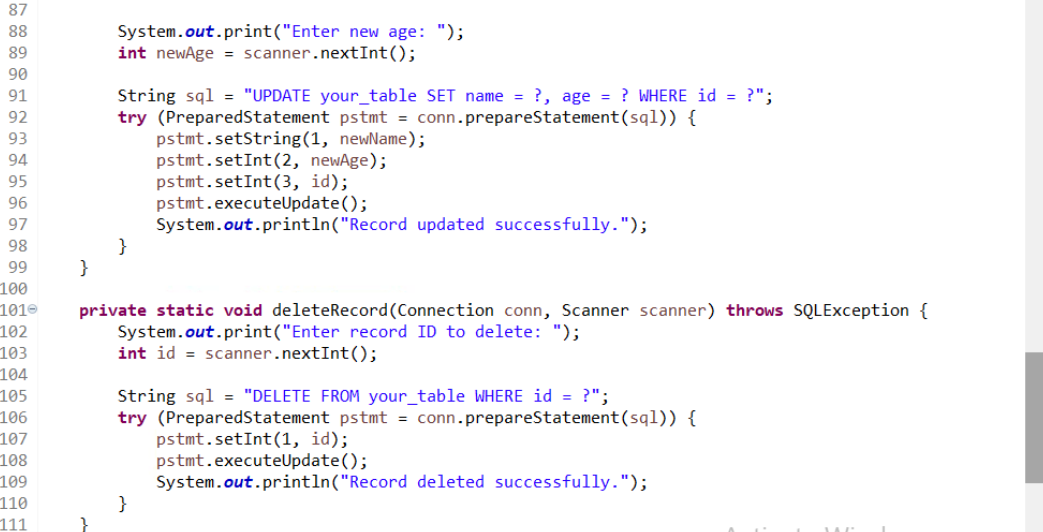 87
88 System.out.print("Enter new age: ");
89 int newAge = scanner.nextInt();
90
91 String sql = "UPDATE your_table SET name = ?, age = ? WHERE id = ?";
92 try (PreparedStatement pstmt = conn.prepareStatement(sql)) {
93 pstmt.setString(1, newName);
94 pstmt.setInt(2, newAge);
95 pstmt.setInt(3, id);
96 pstmt.executeUpdate();
97 System.out.println("Record updated successfully.");
98 }
99 }
100
101 private static void deleteRecord(Connection conn, Scanner scanner) throws SQLException {
102 System.out.print("Enter record ID to delete: ");
103 int id = scanner.nextInt();
104
105 String sql = "DELETE FROM your_table WHERE id = ?";
106 try (PreparedStatement pstmt = conn.prepareStatement(sql)) {
107 pstmt.setInt(1, id);
108 pstmt.executeUpdate();
109 System.out.println("Record deleted successfully.");
110 }
111 }